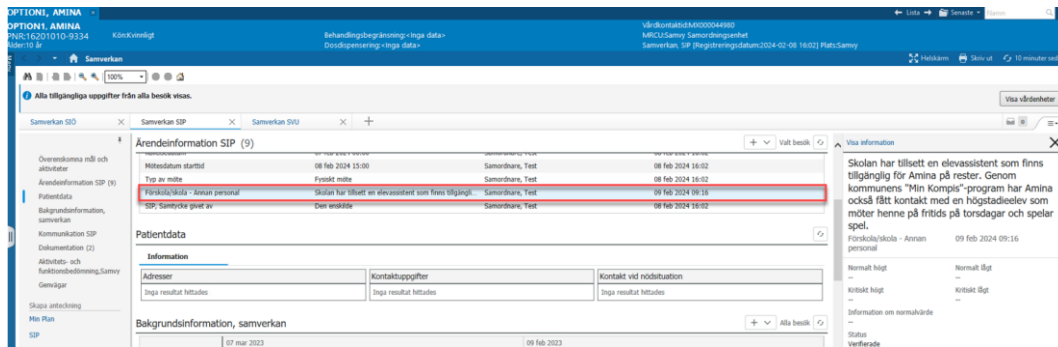 OPTION1, AMINA
← Lista → Senaste Namn
OPTION1, AMINA
PNR:16201010-9334 Kön:Kvinnligt Behandlingsbegränsning:<Inga data> Vårdkontaktid:MX000044980
Ålder:10 år Dosdispensering:<Inga data> MRCU:Samvy Samordningsenhet
Samverkan, SIP [Registreringsdatum:2024-02-08 16:02] Plats:Samvy
Meny Samverkan Helskärm Skriv ut 10 minuter sed
100%
Alla tillgängliga uppgifter från alla besök visas. Visa vårdenheter
Samverkan SIÖ Samverkan SIP Samverkan SVU
Överenskomna mål och aktiviteter
Ärendeinformation SIP (9)
Patientdata
Bakgrundsinformation, samverkan
Kommunikation SIP
Dokumentation (2)
Aktivitets- och funktionsbedömning,Samvy
Genvägar
Skapa anteckning
Min Plan
SIP
Ärendeinformation SIP (9) Valt besök
Mötesdatum starttid 08 feb 2024 15:00 Samordnare, Test 08 feb 2024 16:02
Typ av möte Fysiskt möte Samordnare, Test 08 feb 2024 16:02
Förskola/skola - Annan personal Skolan har tillsett en elevassistent som finns tillgängli... Samordnare, Test 09 feb 2024 09:16
SIP, Samtycke givet av Den enskilde Samordnare, Test 08 feb 2024 16:02
Patientdata
Information
Adresser Kontaktuppgifter Kontakt vid nödsituation
Inga resultat hittades Inga resultat hittades Inga resultat hittades
Bakgrundsinformation, samverkan Alla besök
07 mar 2023 09 feb 2023
Visa information
Skolan har tillsett en elevassistent som finns
tillgänglig för Amina på rester. Genom
kommunens "Min Kompis"-program har Amina
också fått kontakt med en högstadieelev som
möter henne på fritids på torsdagar och spelar
spel.
Förskola/skola - Annan personal 09 feb 2024 09:16
Normalt högt Normalt lågt
-- --
Kritiskt högt Kritiskt lågt
-- --
Information om normalvärde
--
Status
Verifierade